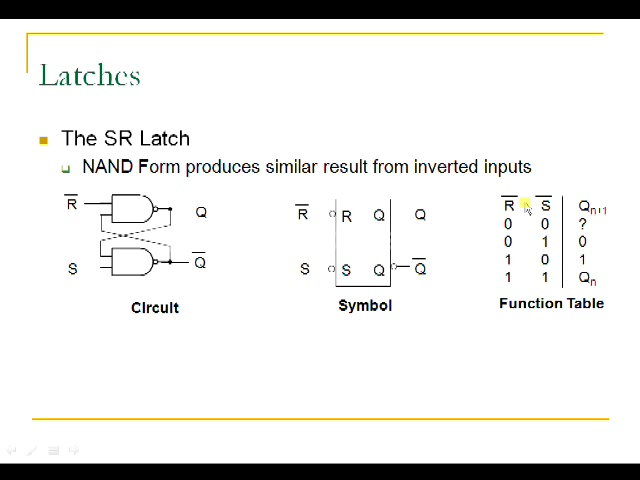 Latches
The SR Latch
NAND Form produces similar result from inverted inputs
R̅ Q
S Q̅
Circuit
R̅ R Q Q
S S Q Q̅
Symbol
R̅ S̅ Qn+1
0 0 ?
0 1 0
1 0 1
1 1 Qn
Function Table